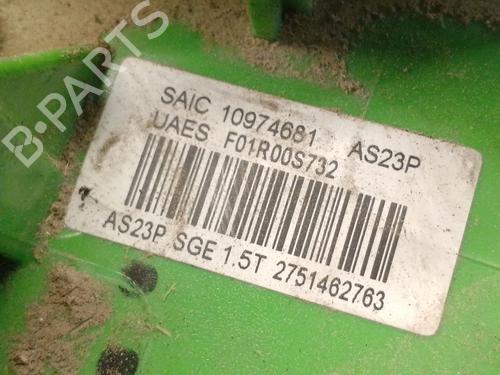 B-PARTS
SAIC 10974681 AS23P
UAES F01R00S732
AS23P SGE 1.5T 2751462763